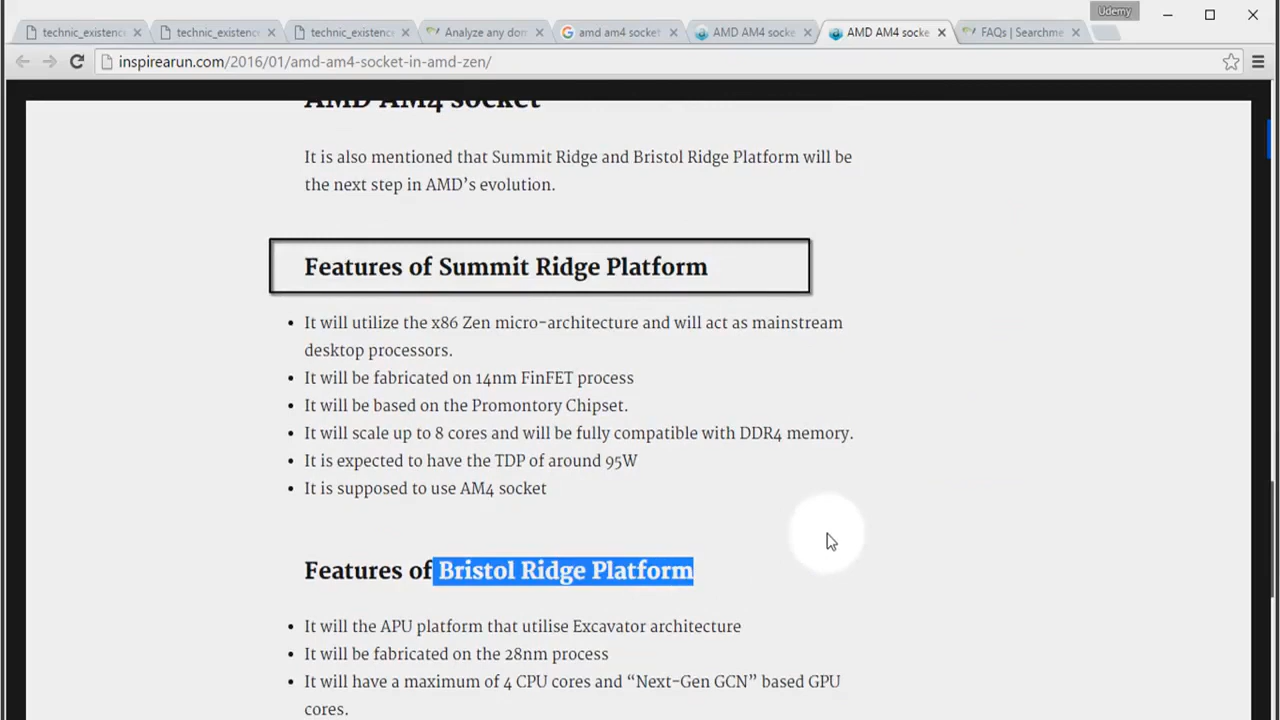 Udemy
technic_existence
technic_existence
technic_existence
Analyze any dom
amd am4 socket
AMD AM4 socke
AMD AM4 socke
FAQs | Searchme
inspirearun.com/2016/01/amd-am4-socket-in-amd-zen/
AMD AM4 socket
It is also mentioned that Summit Ridge and Bristol Ridge Platform will be
the next step in AMD's evolution.
Features of Summit Ridge Platform
• It will utilize the x86 Zen micro-architecture and will act as mainstream
desktop processors.
• It will be fabricated on 14nm FinFET process
• It will be based on the Promontory Chipset.
• It will scale up to 8 cores and will be fully compatible with DDR4 memory.
• It is expected to have the TDP of around 95W
• It is supposed to use AM4 socket
Features of Bristol Ridge Platform
• It will the APU platform that utilise Excavator architecture
• It will be fabricated on the 28nm process
• It will have a maximum of 4 CPU cores and “Next-Gen GCN” based GPU
cores.